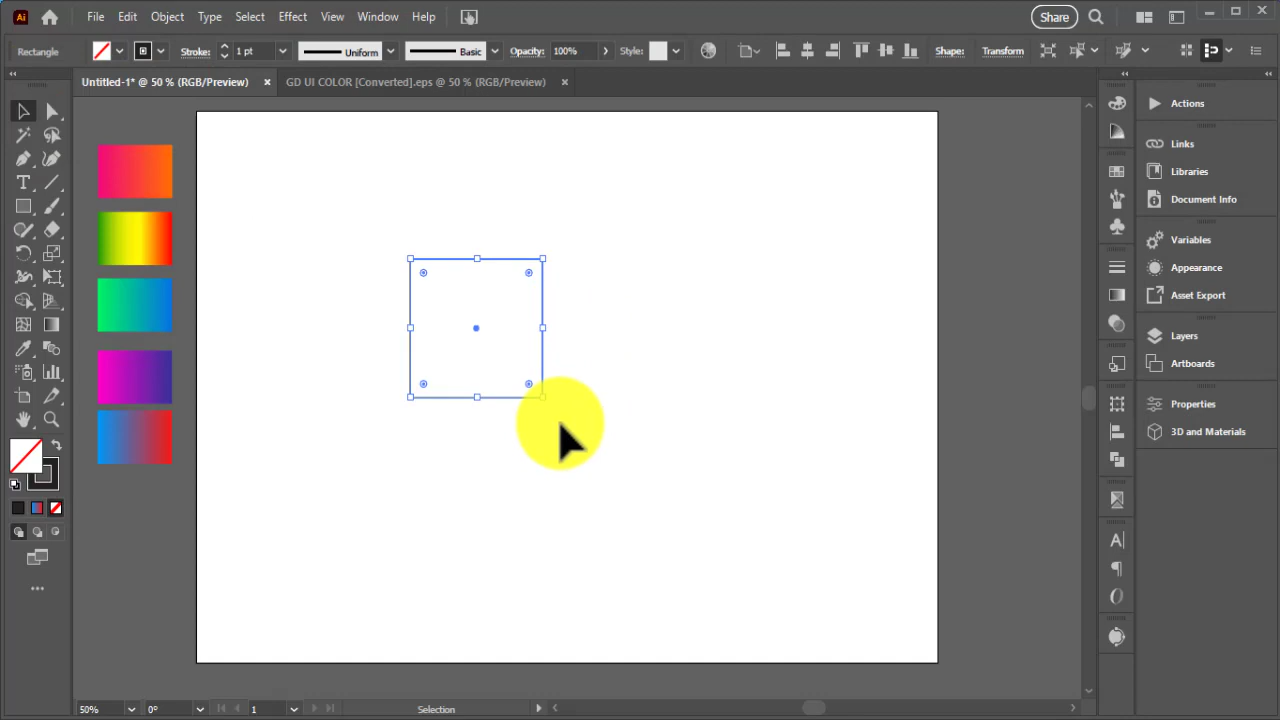 Ai File Edit Object Type Select Effect View Window Help Share
Rectangle Stroke: 1 pt Uniform Basic Opacity: 100% Style: Shape: Transform
Untitled-1* @ 50 % (RGB/Preview) × GD UI COLOR [Converted].eps @ 50 % (RGB/Preview) ×
Actions
Links
Libraries
Document Info
Variables
Appearance
Asset Export
Layers
Artboards
Properties
3D and Materials
50% 0° 1 Selection